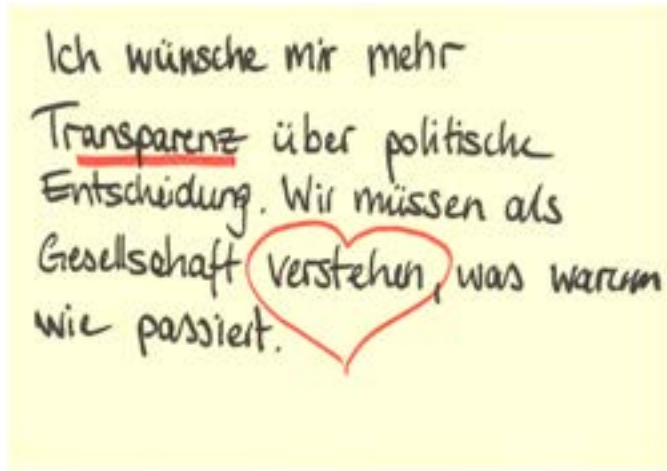 Ich wünsche mir mehr
Transparenz über politische
Entscheidung. Wir müssen als
Gesellschaft verstehen, was warum
wie passiert.